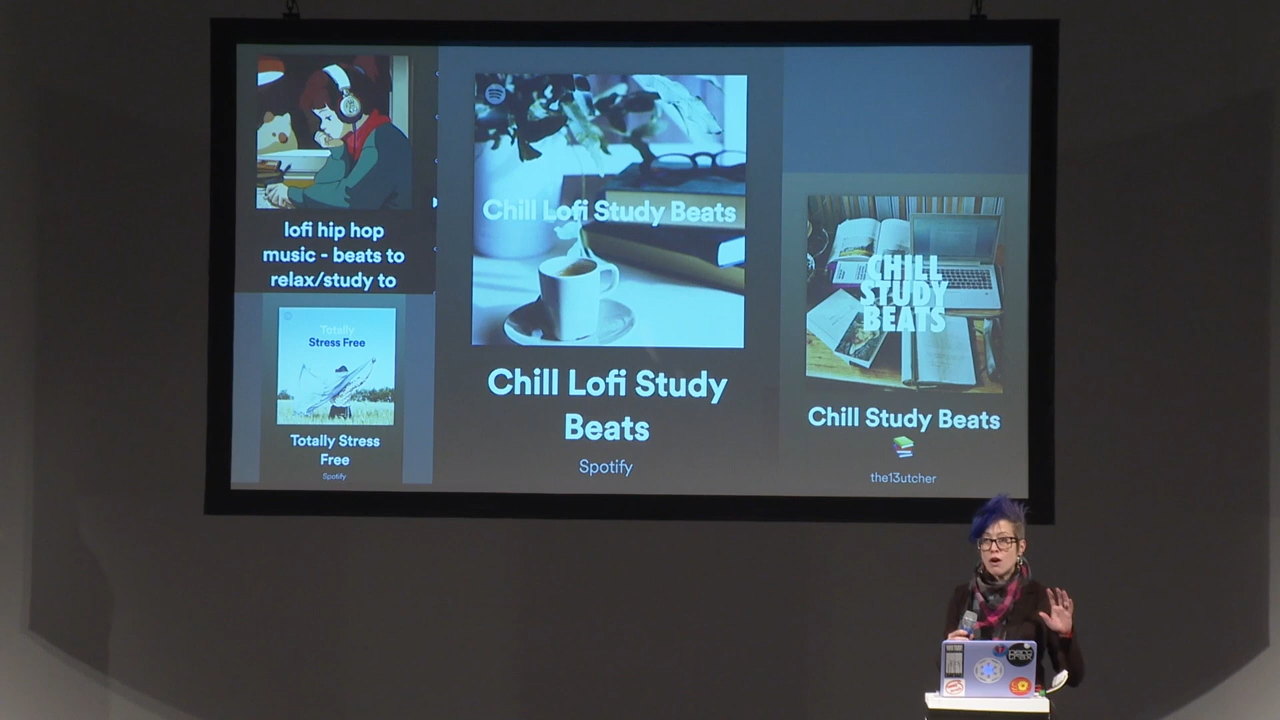 lofi hip hop
music - beats to
relax/study to
Totally
Stress Free
Totally Stress
Free
Spotify
Chill Lofi Study Beats
Chill Lofi Study
Beats
Spotify
CHILL
STUDY
BEATS
Chill Study Beats
📚
the13utcher